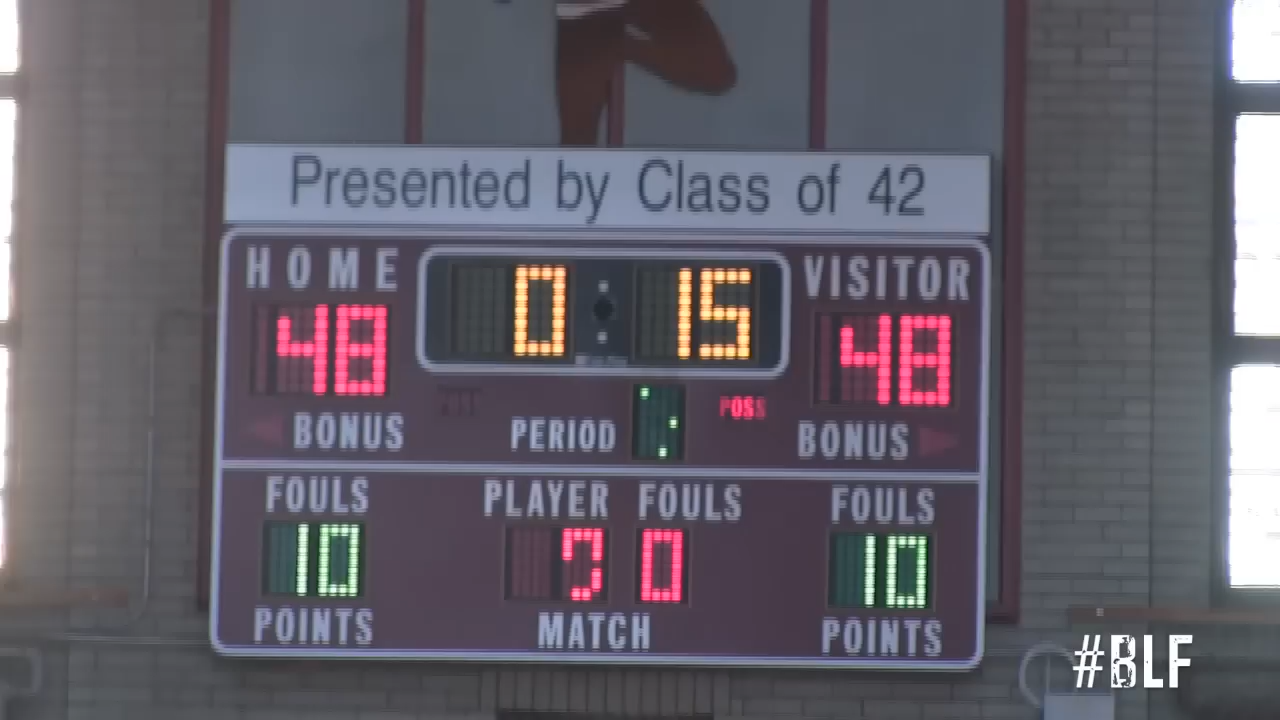 Presented by Class of 42
HOME 0:15 VISITOR
48 48
POSS
BONUS PERIOD BONUS
FOULS PLAYER FOULS FOULS
10 0 10
POINTS MATCH POINTS
#BLF